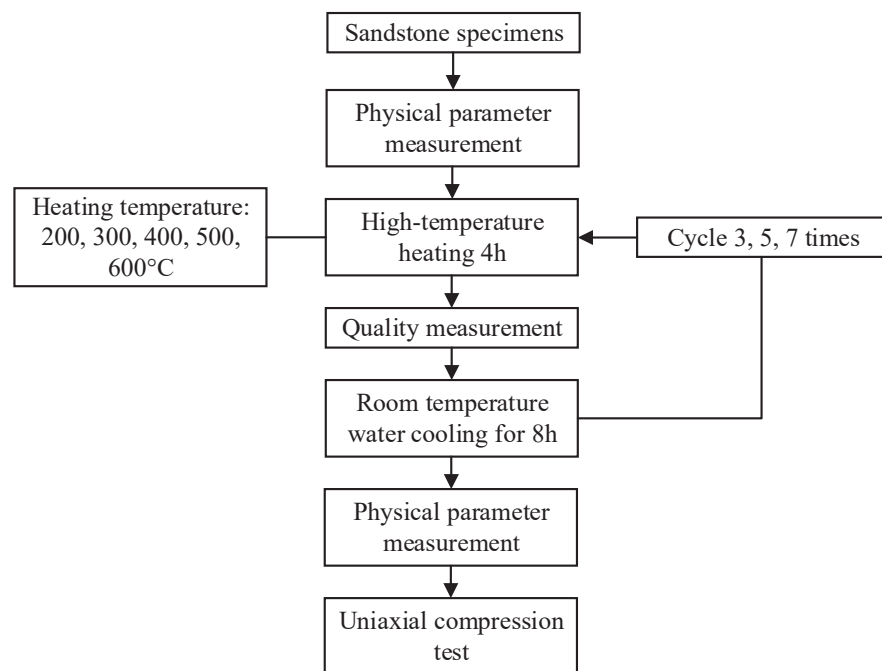 Sandstone specimens
Physical parameter
measurement
Heating temperature:
200, 300, 400, 500,
600°C
High-temperature
heating 4h
Cycle 3, 5, 7 times
Quality measurement
Room temperature
water cooling for 8h
Physical parameter
measurement
Uniaxial compression
test